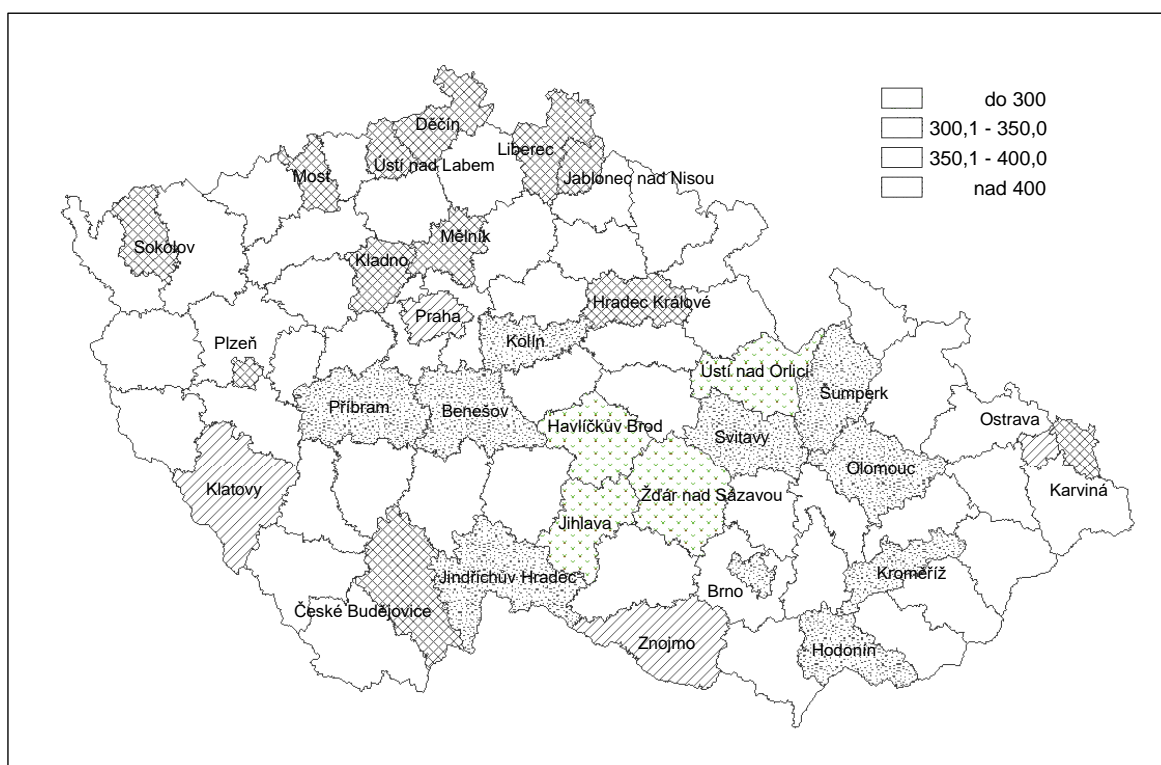 do 300
300,1 - 350,0
350,1 - 400,0
nad 400
Děčín
Liberec
Ústí nad Labem
Most
Jablonec nad Nisou
Mělník
Sokolov
Kladno
Hradec Králové
Praha
Kolín
Plzeň
Ústí nad Orlicí
Šumperk
Příbram
Benešov
Havlíčkův Brod
Ostrava
Svitavy
Olomouc
Klatovy
Karviná
Žďár nad Sázavou
Jihlava
Kroměříž
Jindřichův Hradec
Brno
České Budějovice
Znojmo
Hodonín